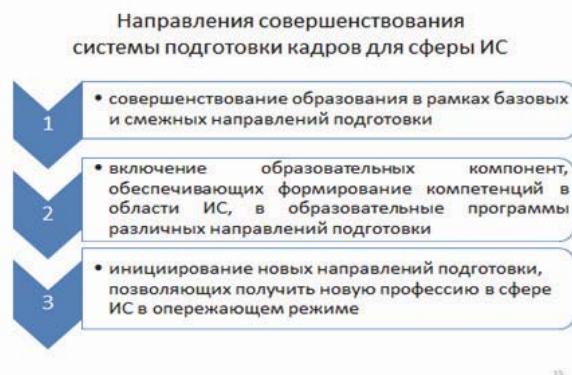 Направления совершенствования
системы подготовки кадров для сферы ИС
1
• совершенствование образования в рамках базовых
и смежных направлений подготовки
2
• включение образовательных компонент,
обеспечивающих формирование компетенций в
области ИС, в образовательные программы
различных направлений подготовки
3
• инициирование новых направлений подготовки,
позволяющих получить новую профессию в сфере
ИС в опережающем режиме